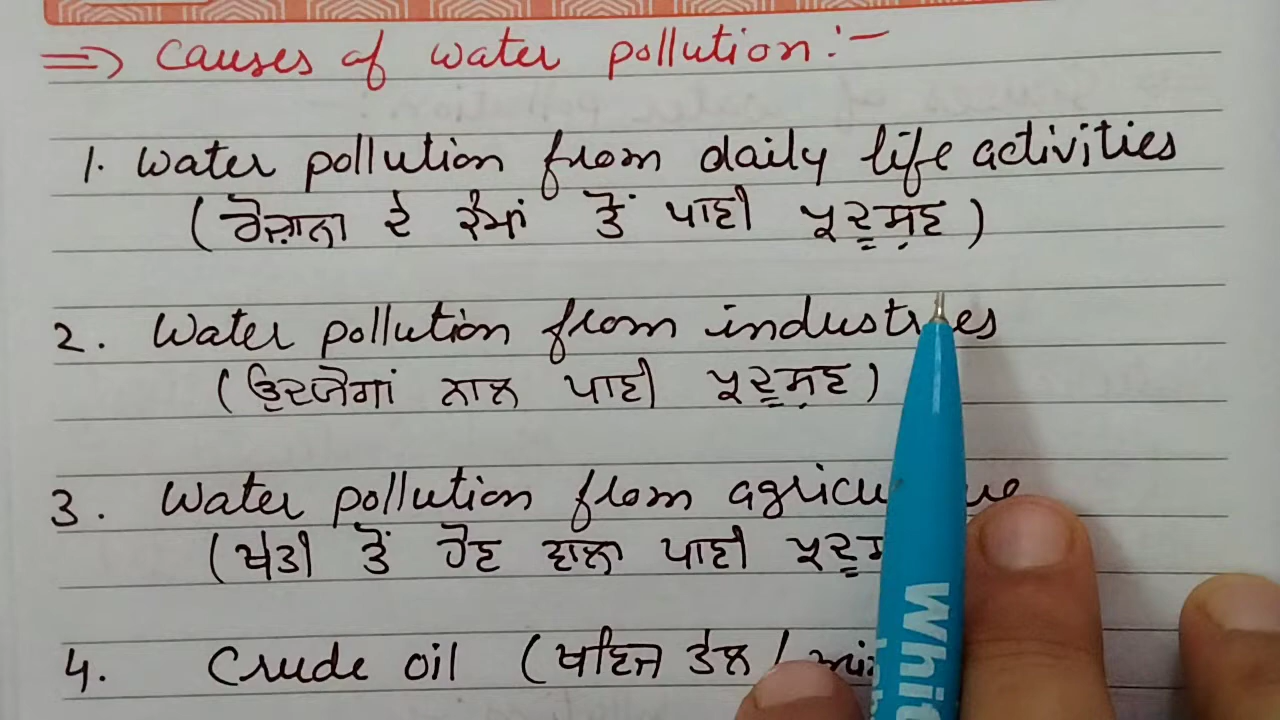 => Causes of water pollution:-
1. Water pollution from daily life activities
(ਰੋਜ਼ਾਨਾ ਦੇ ਕੰਮਾਂ ਤੋਂ ਪਾਣੀ ਪ੍ਰਦੂਸ਼ਣ)
2. Water pollution from industries
(ਉਦਯੋਗਾਂ ਨਾਲ ਪਾਣੀ ਪ੍ਰਦੂਸ਼ਣ)
3. Water pollution from
(ਖੇਤੀ ਤੋਂ ਹੋਣ ਵਾਲਾ ਪਾਣੀ
4. Crude oil (ਖਣਿਜ ਤੇਲ /